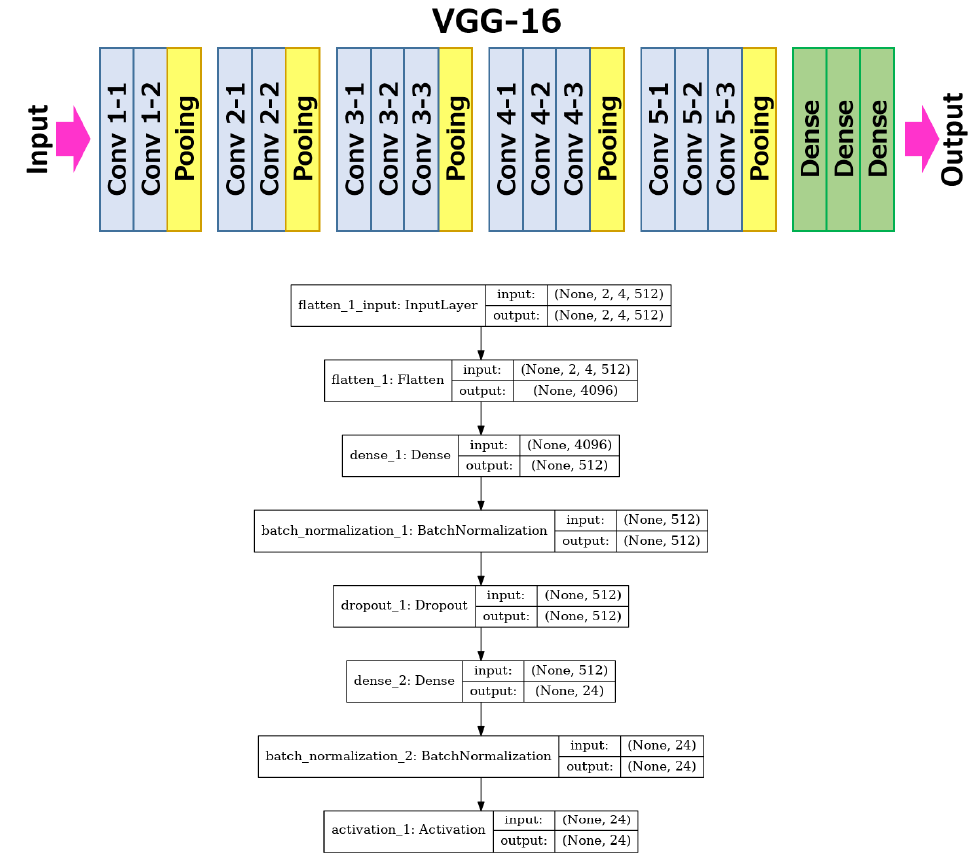 VGG-16
Input
Conv 1-1
Conv 1-2
Pooing
Conv 2-1
Conv 2-2
Pooing
Conv 3-1
Conv 3-2
Conv 3-3
Pooing
Conv 4-1
Conv 4-2
Conv 4-3
Pooing
Conv 5-1
Conv 5-2
Conv 5-3
Pooing
Dense
Dense
Dense
Output
flatten_1_input: InputLayer
input: (None, 2, 4, 512)
output: (None, 2, 4, 512)
flatten_1: Flatten
input: (None, 2, 4, 512)
output: (None, 4096)
dense_1: Dense
input: (None, 4096)
output: (None, 512)
batch_normalization_1: BatchNormalization
input: (None, 512)
output: (None, 512)
dropout_1: Dropout
input: (None, 512)
output: (None, 512)
dense_2: Dense
input: (None, 512)
output: (None, 24)
batch_normalization_2: BatchNormalization
input: (None, 24)
output: (None, 24)
activation_1: Activation
input: (None, 24)
output: (None, 24)